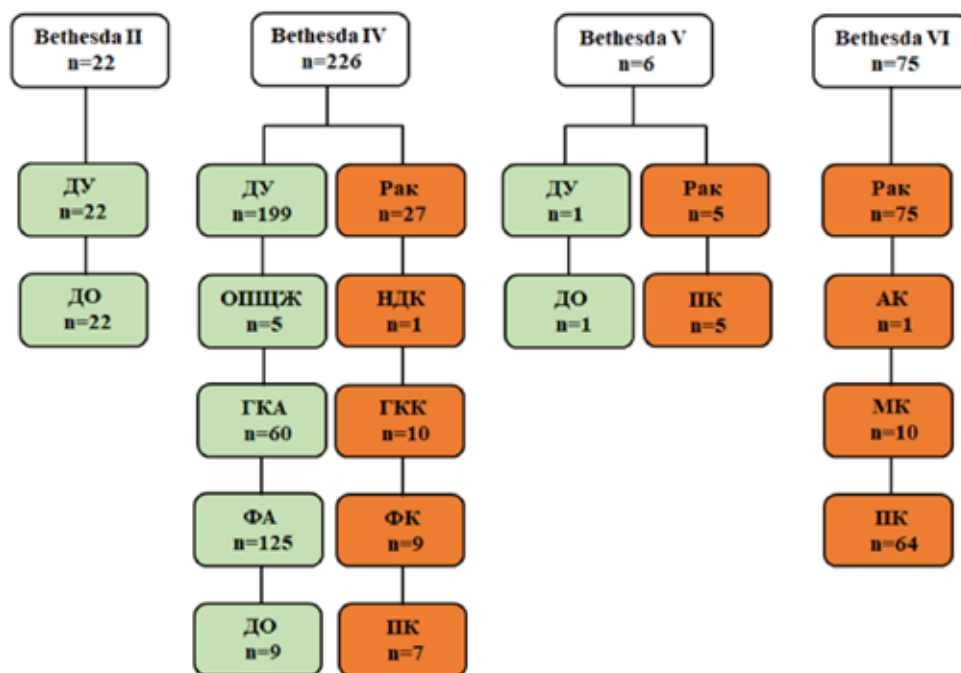 Bethesda II
n=22
Bethesda IV
n=226
Bethesda V
n=6
Bethesda VI
n=75
ДУ
n=22
ДУ
n=199
Рак
n=27
ДУ
n=1
Рак
n=5
Рак
n=75
ДО
n=22
ОПЩЖ
n=5
НДК
n=1
ДО
n=1
ПК
n=5
АК
n=1
ГКА
n=60
ГКК
n=10
МК
n=10
ФА
n=125
ФК
n=9
ПК
n=64
ДО
n=9
ПК
n=7